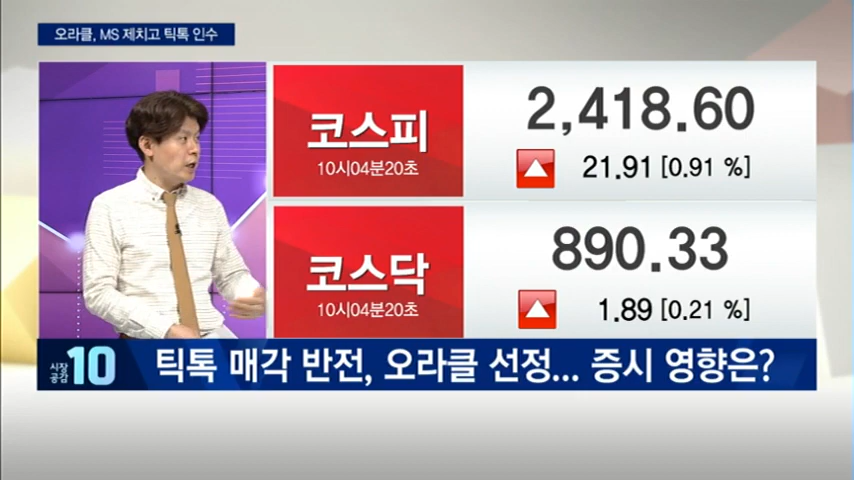 오라클, MS 제치고 틱톡 인수
코스피
10시04분20초
2,418.60
21.91 [0.91 %]
코스닥
10시04분20초
890.33
1.89 [0.21 %]
시장
공감
10
틱톡 매각 반전, 오라클 선정... 증시 영향은?